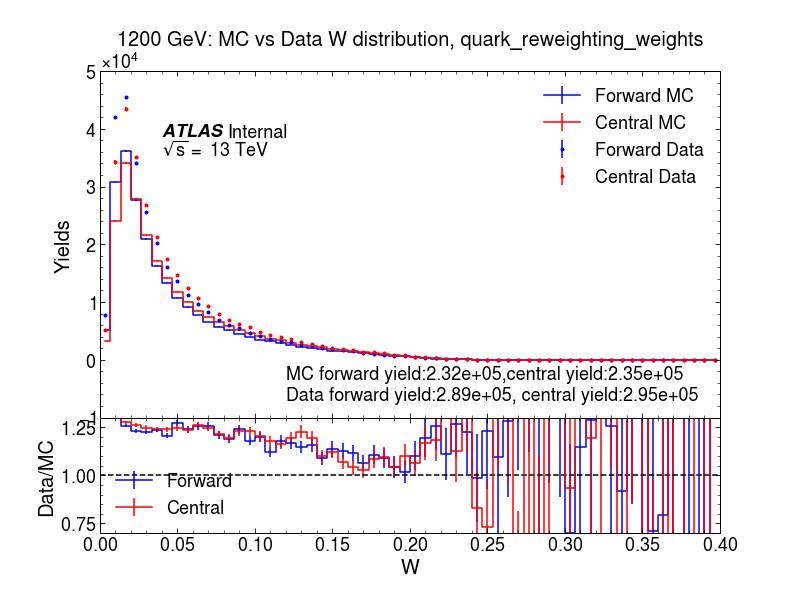 1200 GeV: MC vs Data W distribution, quark_reweighting_weights
×10⁴
5
4
3
2
1
0
1
Yields
ATLAS Internal
√s = 13 TeV
Forward MC
Central MC
Forward Data
Central Data
MC forward yield:2.32e+05,central yield:2.35e+05
Data forward yield:2.89e+05, central yield:2.95e+05
1.25
1.00
0.75
Data/MC
Forward
Central
0.00 0.05 0.10 0.15 0.20 0.25 0.30 0.35 0.40
W